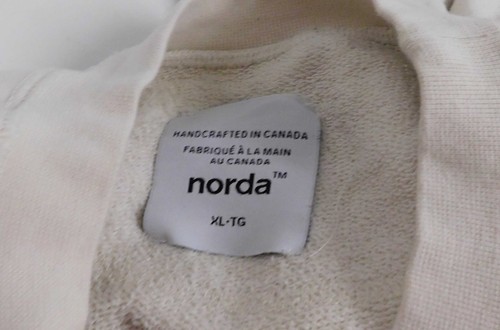 HANDCRAFTED IN CANADA
FABRIQUÉ À LA MAIN
AU CANADA
norda™
XL-TG